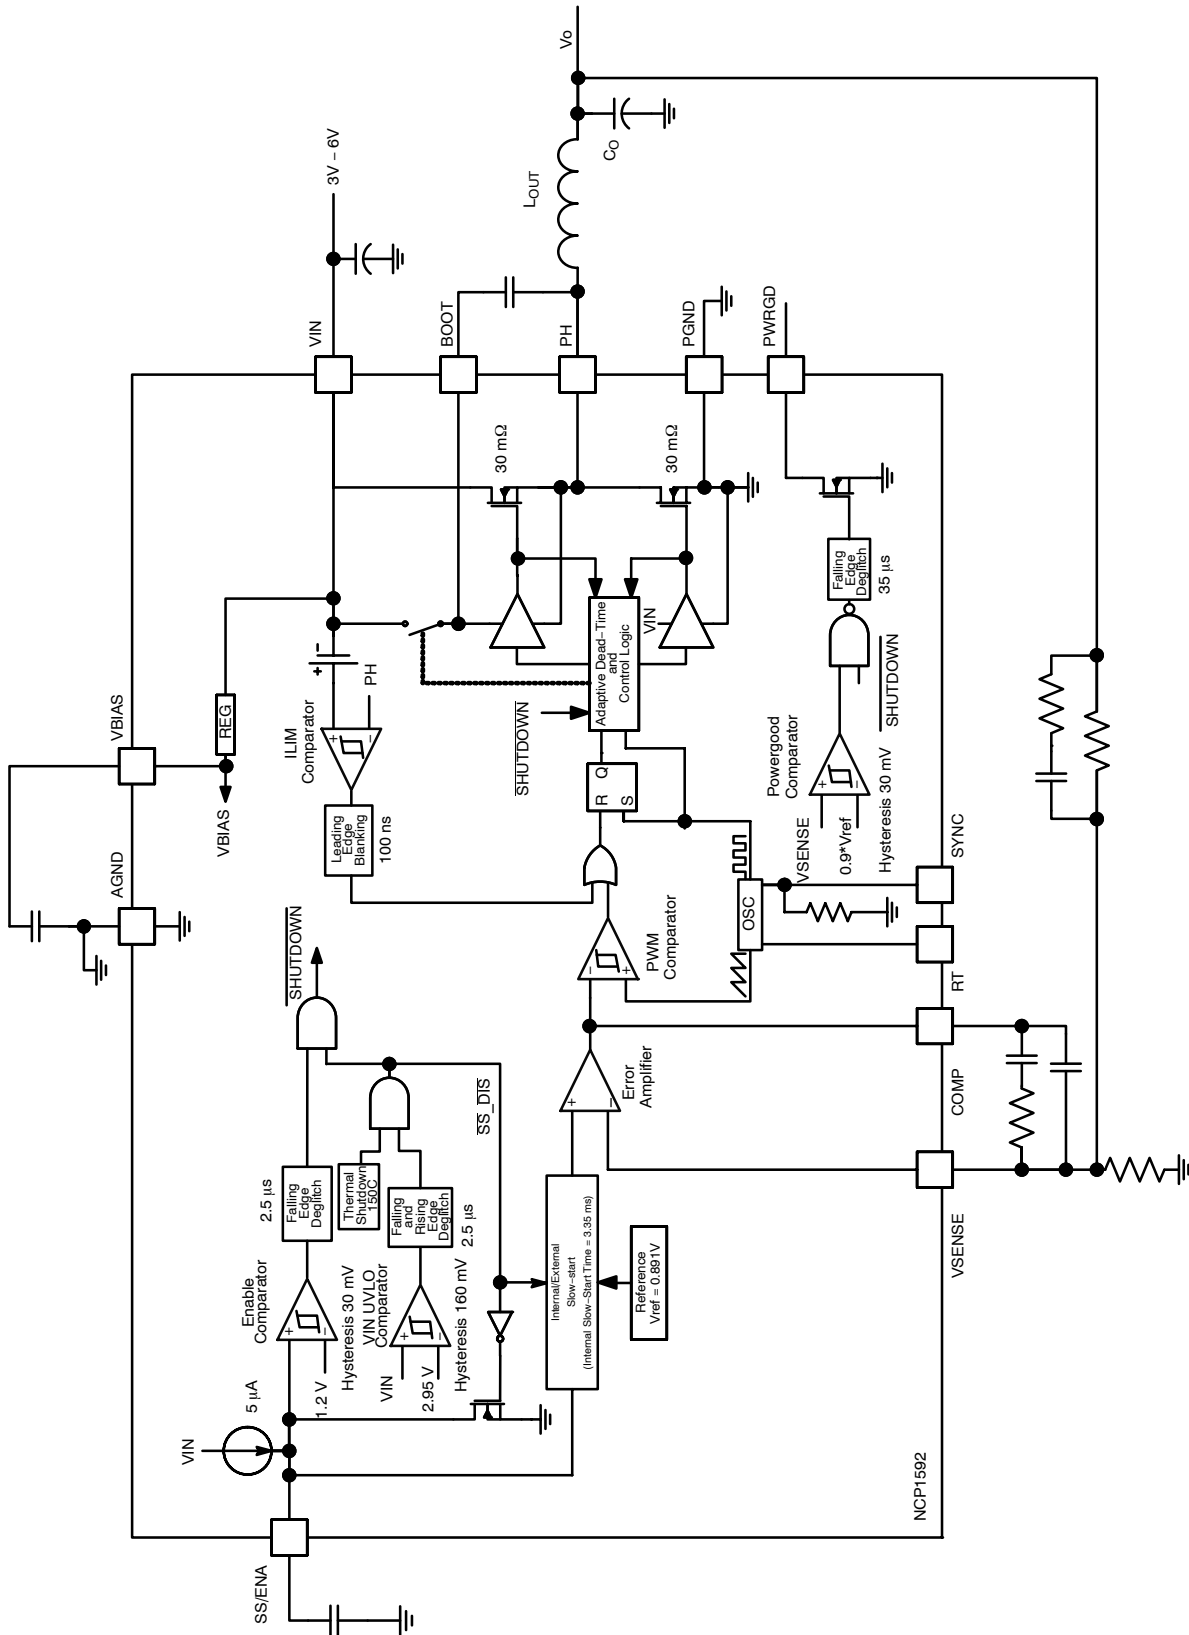 SS/ENA
VIN
5 µA
Enable
Comparator
+
−
1.2 V
Hysteresis 30 mV
2.5 µs
Falling
Edge
Deglitch
SHUTDOWN
AGND
VBIAS
VBIAS
REG
VIN UVLO
Comparator
VIN
+
−
2.95 V
Hysteresis 160 mV
Thermal
Shutdown
150C
Falling
and
Rising
Edge
Deglitch
2.5 µs
SS_DIS
ILIM
Comparator
+
−
+
−
PH
Leading
Edge
Blanking
100 ns
VIN
3V − 6V
BOOT
PH
PGND
PWRGD
30 mΩ
30 mΩ
LOUT
CO
Vo
SHUTDOWN
Adaptive Dead−Time
and
Control Logic
VIN
R
Q
S
Internal/External
Slow−start
(Internal Slow−Start Time = 3.35 ms)
Reference
Vref = 0.891V
+
−
Error
Amplifier
−
+
PWM
Comparator
OSC
Powergood
Comparator
VSENSE
+
−
0.9*Vref
Hysteresis 30 mV
SHUTDOWN
Falling
Edge
Deglitch
35 µs
NCP1592
VSENSE
COMP
RT
SYNC